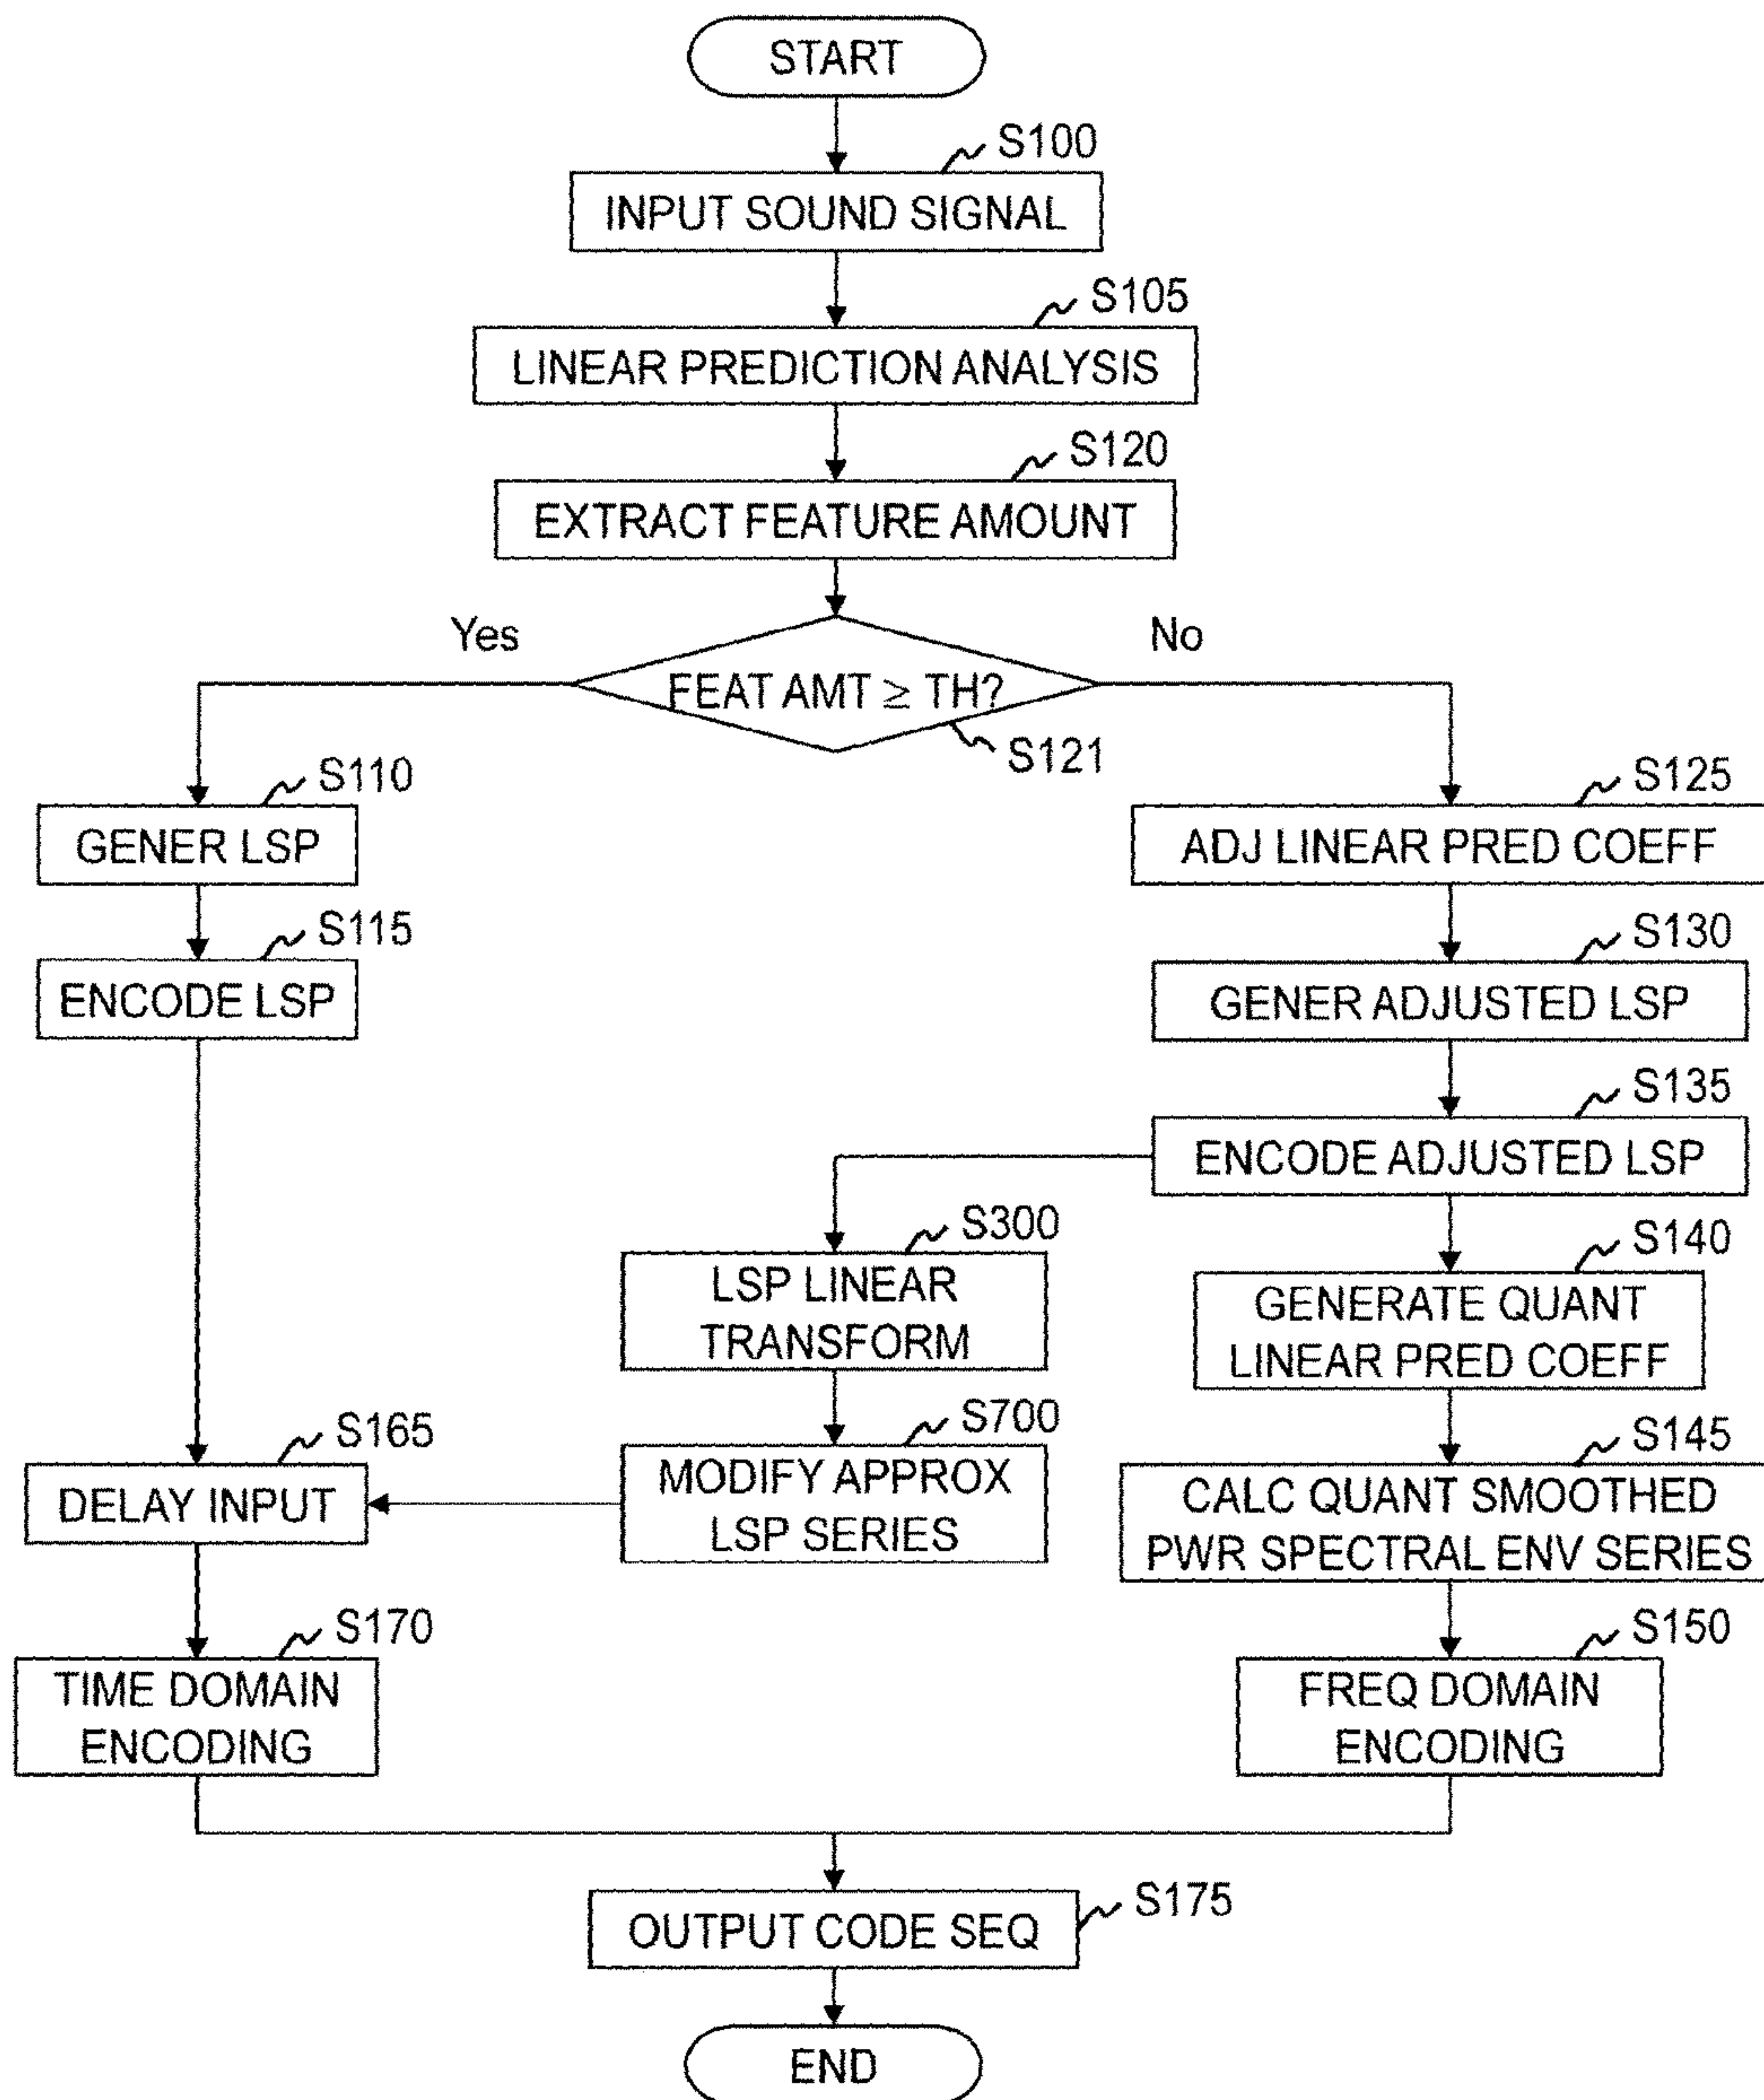 START
S100
INPUT SOUND SIGNAL
S105
LINEAR PREDICTION ANALYSIS
S120
EXTRACT FEATURE AMOUNT
Yes
No
FEAT AMT ≥ TH?
S121
S110
GENER LSP
S115
ENCODE LSP
S125
ADJ LINEAR PRED COEFF
S130
GENER ADJUSTED LSP
S135
ENCODE ADJUSTED LSP
S300
LSP LINEAR
TRANSFORM
S140
GENERATE QUANT
LINEAR PRED COEFF
S165
DELAY INPUT
S700
MODIFY APPROX
LSP SERIES
S145
CALC QUANT SMOOTHED
PWR SPECTRAL ENV SERIES
S170
TIME DOMAIN
ENCODING
S150
FREQ DOMAIN
ENCODING
S175
OUTPUT CODE SEQ
END